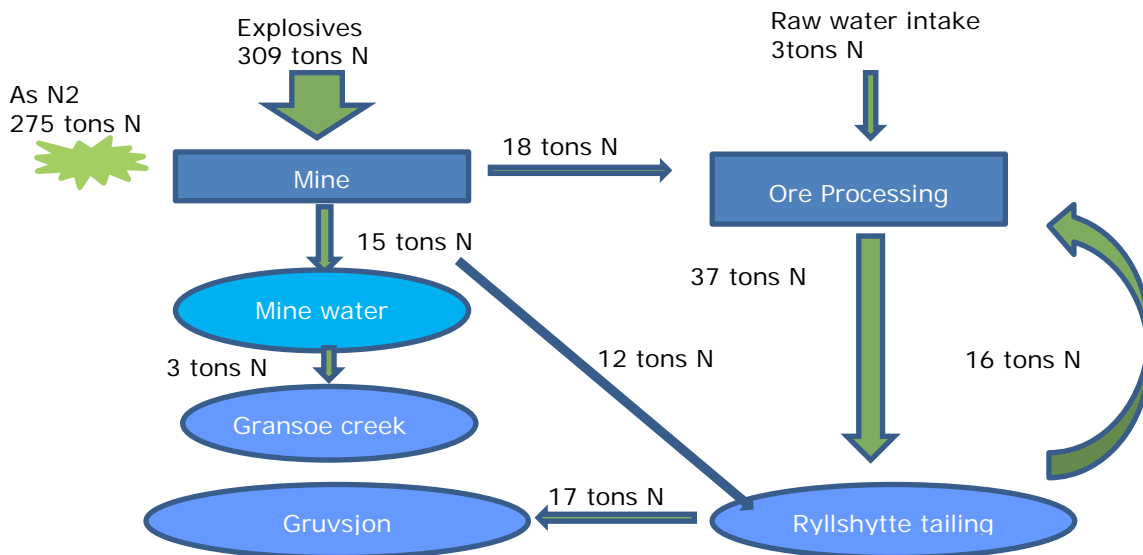 Explosives
309 tons N
Raw water intake
3tons N
As N2
275 tons N
18 tons N
Mine
Ore Processing
15 tons N
37 tons N
Mine water
3 tons N
12 tons N
16 tons N
Gransoe creek
17 tons N
Gruvsjon
Ryllshytte tailing